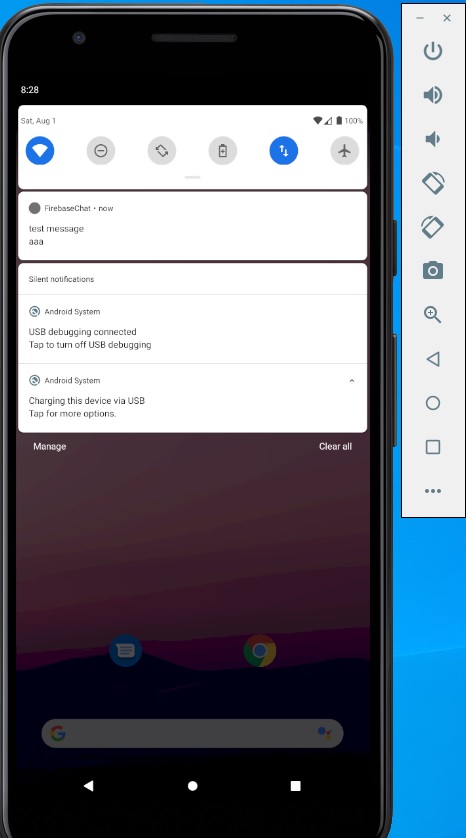 8:28
Sat, Aug 1
100%
FirebaseChat • now
test message
aaa
Silent notifications
Android System
USB debugging connected
Tap to turn off USB debugging
Android System
Charging this device via USB
Tap for more options.
Manage Clear all